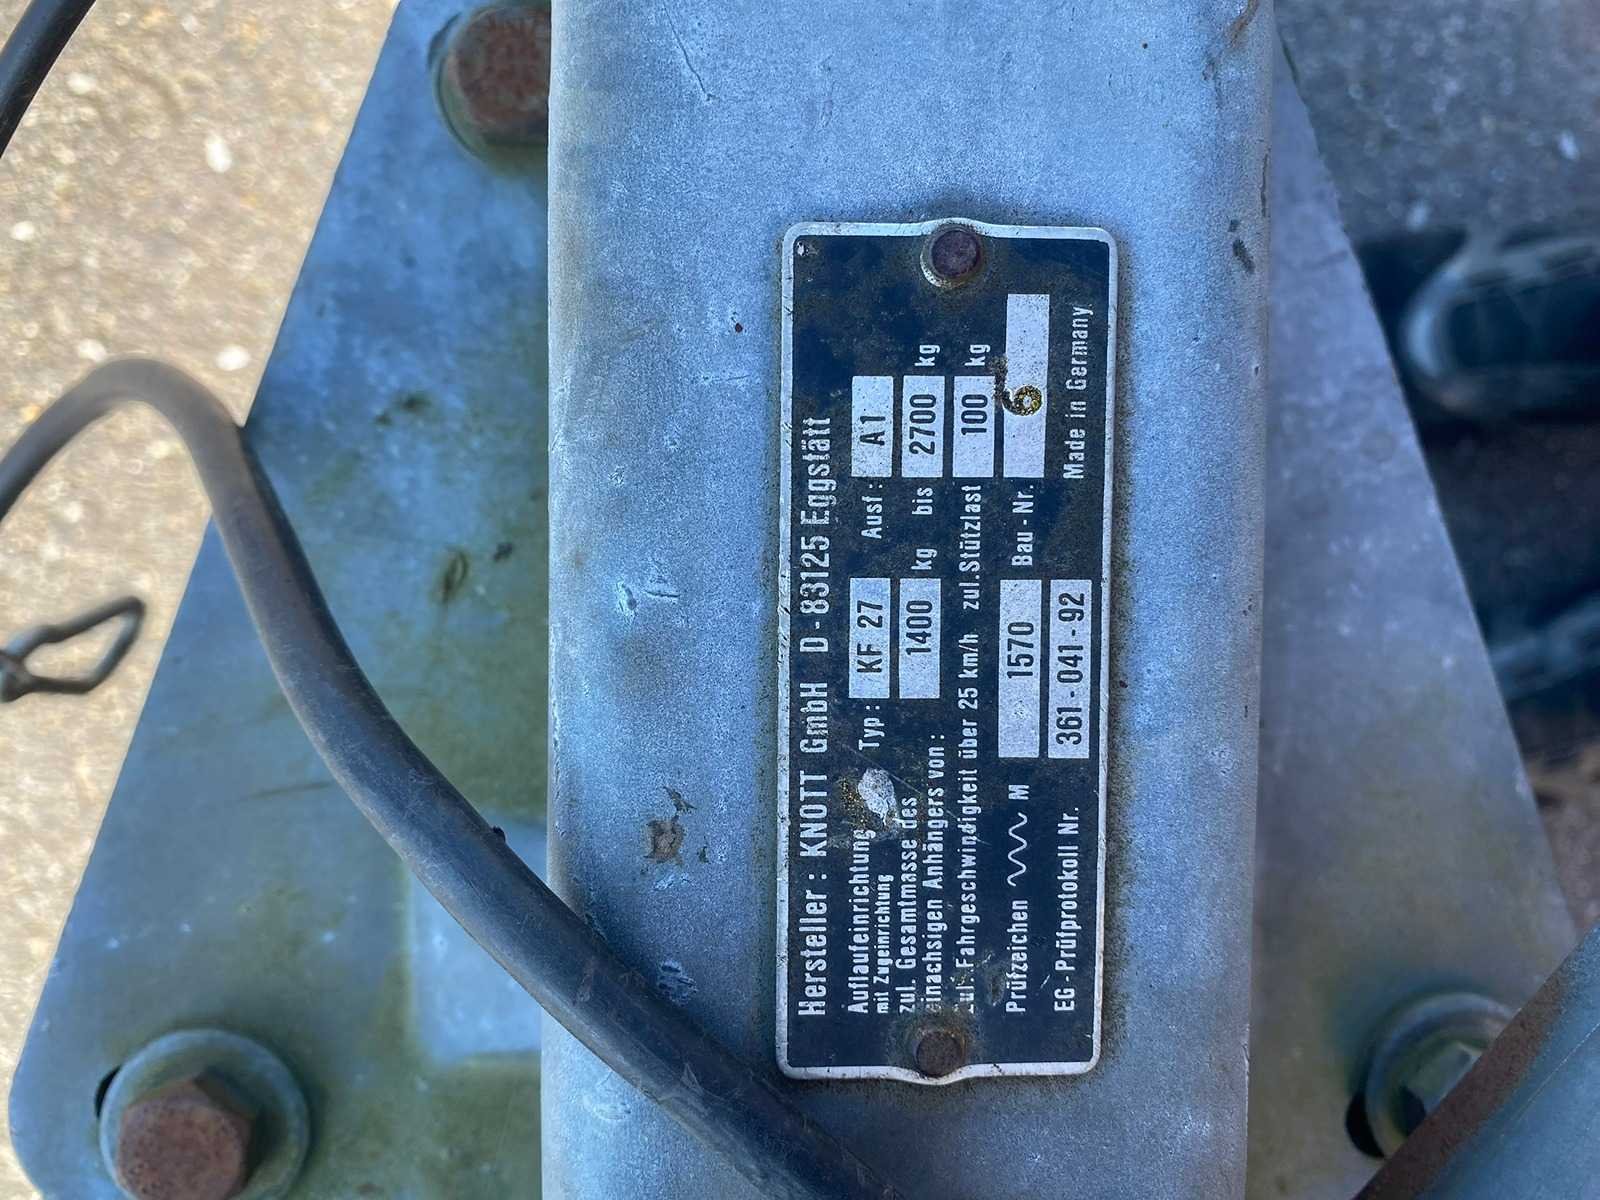 Hersteller: KNOTT GmbH D-83125 Eggstätt
Auflaufeinrichtung Typ: KF 27 Ausf: A1
mit Zugeinrichtung
zul. Gesamtmasse des
einachsigen Anhängers von: 1400 kg bis 2700 kg
zul. Fahrgeschwindigkeit über 25 km/h zul. Stützlast 100 kg
Prüfzeichen M 1570 Bau-Nr. 6
EG-Prüfprotokoll Nr. 361-041-92 Made in Germany